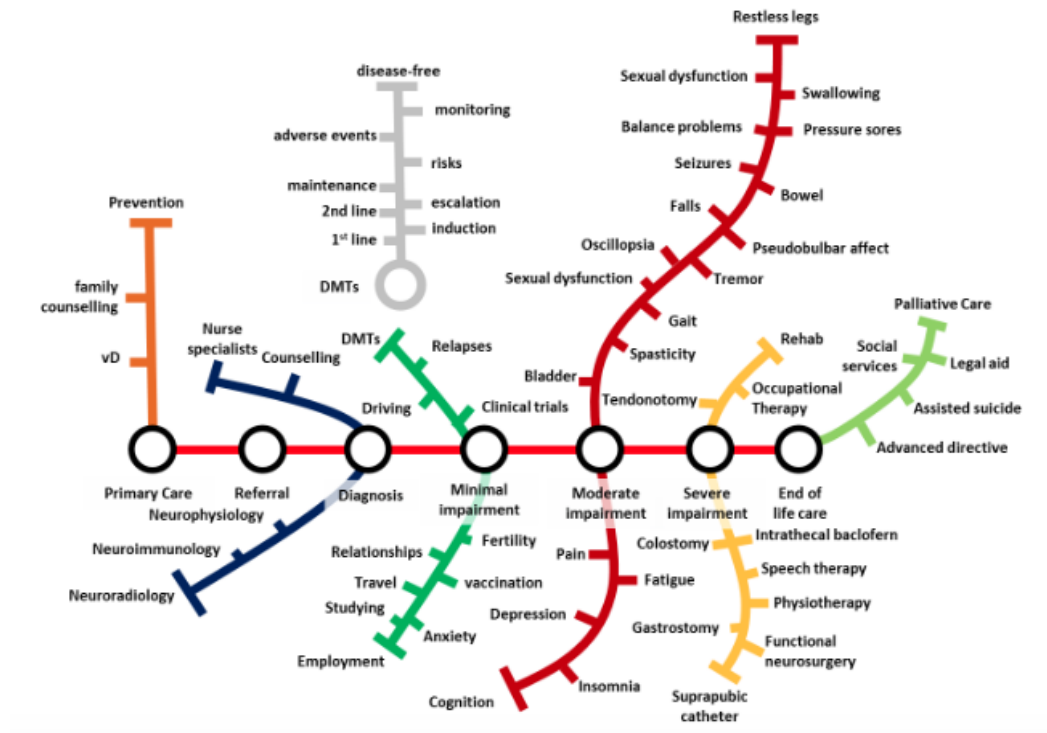 Restless legs
Sexual dysfunction
Swallowing
Balance problems
Pressure sores
Seizures
Bowel
Falls
Pseudobulbar affect
Oscillopsia
Tremor
Sexual dysfunction
Gait
Spasticity
Bladder
disease-free
monitoring
adverse events
risks
maintenance
escalation
2nd line
induction
1st line
DMTs
Prevention
family
counselling
vD
Nurse
specialists
Counselling
DMTs
Relapses
Driving
Clinical trials
Rehab
Occupational
Therapy
Tendonotomy
Palliative Care
Social
services
Legal aid
Assisted suicide
Advanced directive
Primary Care
Referral
Diagnosis
Minimal
impairment
Moderate
impairment
Severe
impairment
End of
life care
Neurophysiology
Neuroimmunology
Neuroradiology
Fertility
Relationships
vaccination
Travel
Studying
Anxiety
Employment
Pain
Fatigue
Depression
Insomnia
Cognition
Colostomy
Intrathecal baclofern
Speech therapy
Physiotherapy
Gastrostomy
Functional
neurosurgery
Suprapubic
catheter